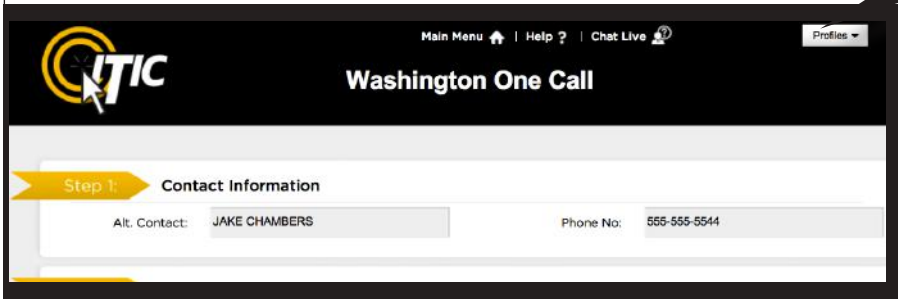 Main Menu | Help ? | Chat Live
Profiles
ITIC
Washington One Call
Step 1:
Contact Information
Alt. Contact: JAKE CHAMBERS Phone No: 555-555-5544